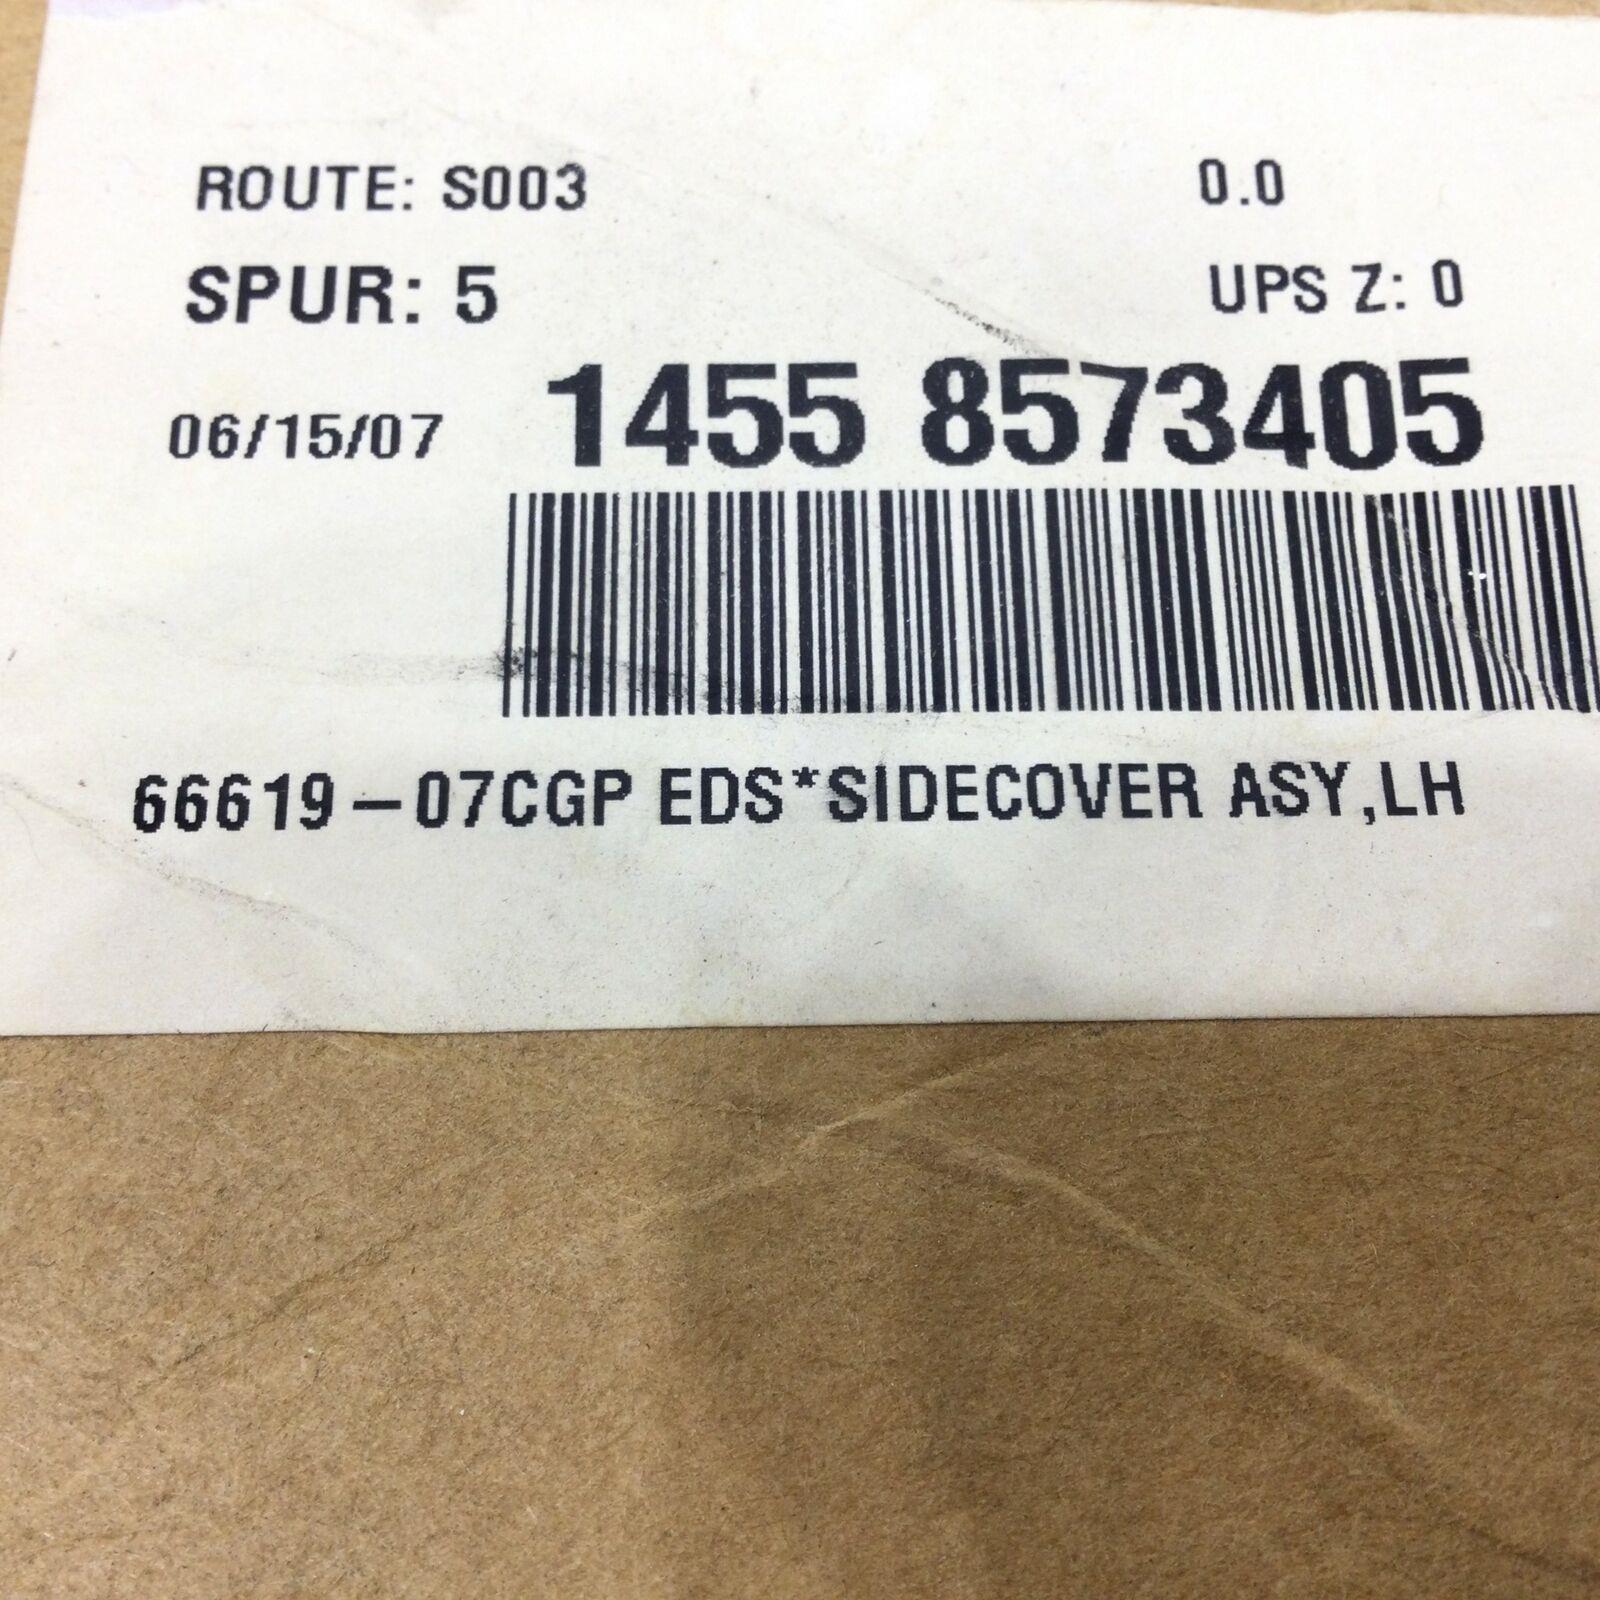 ROUTE: S003 0.0
SPUR: 5 UPS Z: 0
06/15/07 1455 8573405
66619-07CGP EDS*SIDECOVER ASY,LH